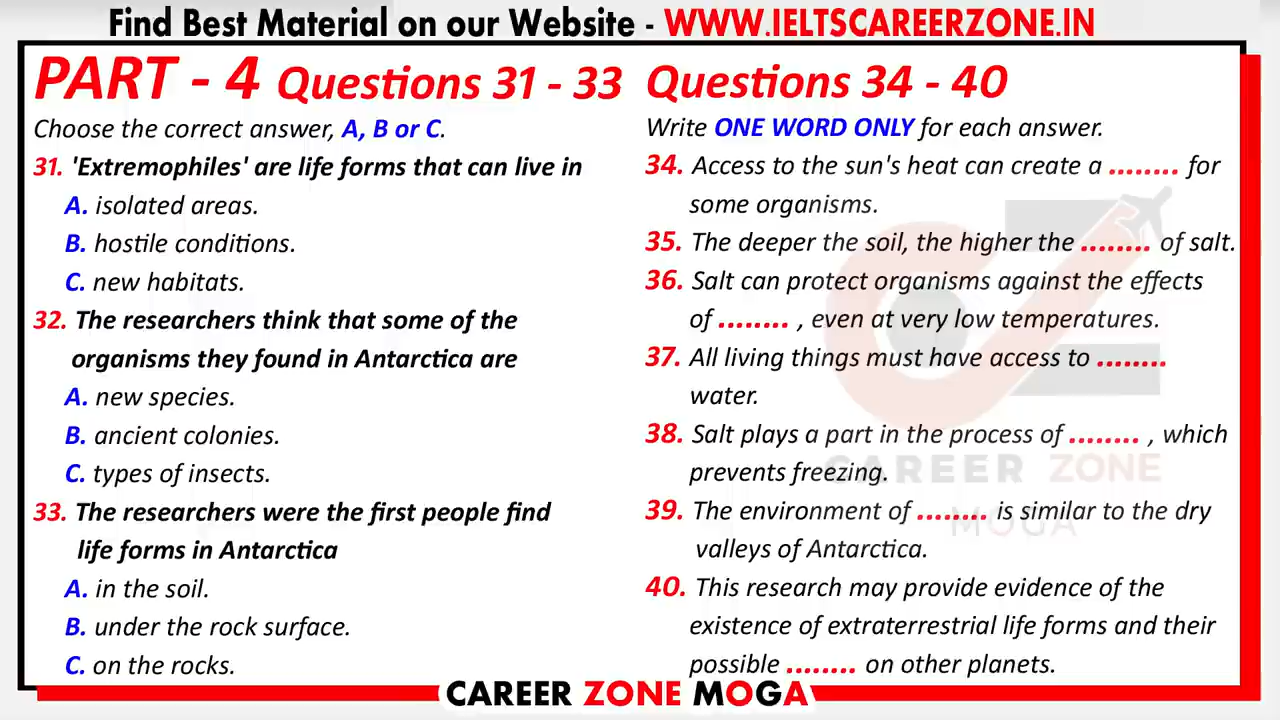 Find Best Material on our Website - WWW.IELTSCAREERZONE.IN
PART - 4 Questions 31 - 33
Choose the correct answer, A, B or C.
31. 'Extremophiles' are life forms that can live in
A. isolated areas.
B. hostile conditions.
C. new habitats.
32. The researchers think that some of the
organisms they found in Antarctica are
A. new species.
B. ancient colonies.
C. types of insects.
33. The researchers were the first people find
life forms in Antarctica
A. in the soil.
B. under the rock surface.
C. on the rocks.
Questions 34 - 40
Write ONE WORD ONLY for each answer.
34. Access to the sun's heat can create a ........ for
some organisms.
35. The deeper the soil, the higher the ........ of salt.
36. Salt can protect organisms against the effects
of ........ , even at very low temperatures.
37. All living things must have access to ........
water.
38. Salt plays a part in the process of ........ , which
prevents freezing.
39. The environment of ........ is similar to the dry
valleys of Antarctica.
40. This research may provide evidence of the
existence of extraterrestrial life forms and their
possible ........ on other planets.
CAREER ZONE
MOGA
CAREER ZONE MOGA